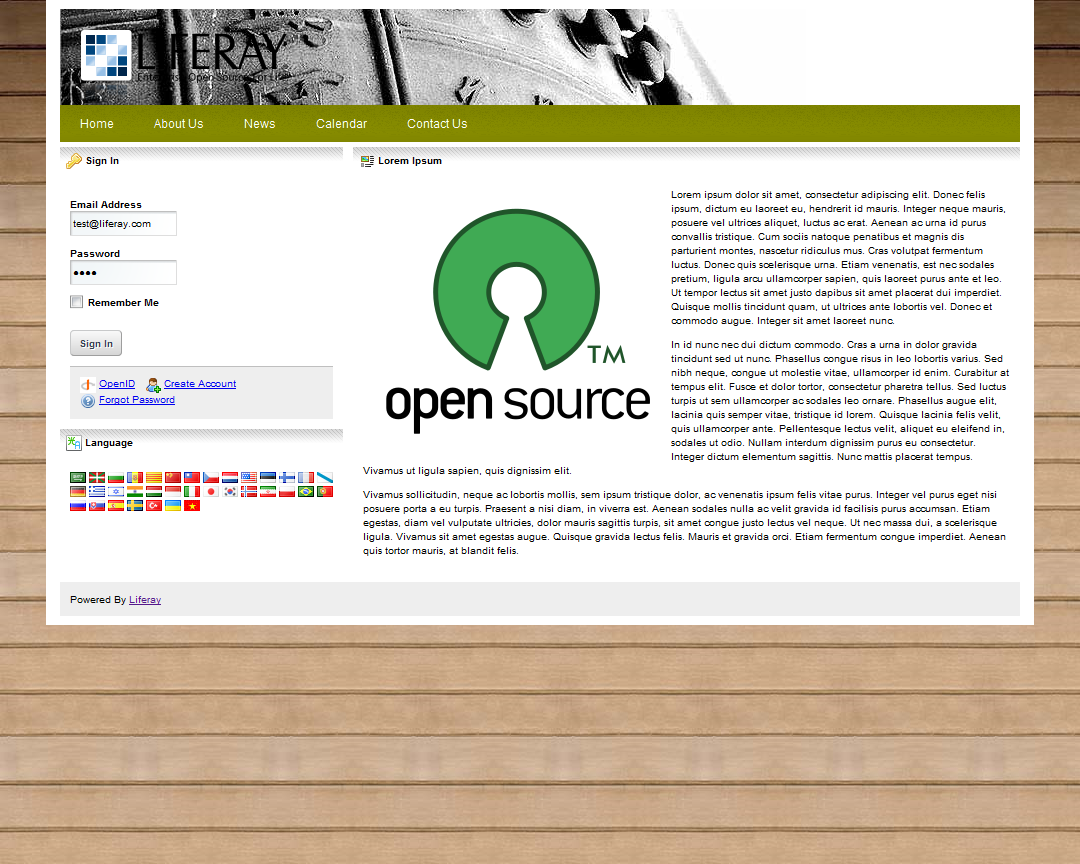 LIFERAY
Enterprise. Open Source. For Life.
Home About Us News Calendar Contact Us
Sign In
Email Address
test@liferay.com
Password
••••
Remember Me
Sign In
OpenID Create Account
Forgot Password
Language
Lorem Ipsum
TM
open source
Lorem ipsum dolor sit amet, consectetur adipiscing elit. Donec felis
ipsum, dictum eu laoreet eu, hendrerit id mauris. Integer neque mauris,
posuere vel ultrices aliquet, luctus ac erat. Aenean ac urna id purus
convallis tristique. Cum sociis natoque penatibus et magnis dis
parturient montes, nascetur ridiculus mus. Cras volutpat fermentum
luctus. Donec quis scelerisque urna. Etiam venenatis, est nec sodales
pretium, ligula arcu ullamcorper sapien, quis laoreet purus ante et leo.
Ut tempor lectus sit amet justo dapibus sit amet placerat dui imperdiet.
Quisque mollis tincidunt quam, ut ultrices ante lobortis vel. Donec et
commodo augue. Integer sit amet laoreet nunc.
In id nunc nec dui dictum commodo. Cras a urna in dolor gravida
tincidunt sed ut nunc. Phasellus congue risus in leo lobortis varius. Sed
nibh neque, congue ut molestie vitae, ullamcorper id enim. Curabitur at
tempus elit. Fusce et dolor tortor, consectetur pharetra tellus. Sed luctus
turpis ut sem ullamcorper ac sodales leo ornare. Phasellus augue elit,
lacinia quis semper vitae, tristique id lorem. Quisque lacinia felis velit,
quis ullamcorper ante. Pellentesque lectus velit, aliquet eu eleifend in,
sodales ut odio. Nullam interdum dignissim purus eu consectetur.
Integer dictum elementum sagittis. Nunc mattis placerat tempus.
Vivamus ut ligula sapien, quis dignissim elit.
Vivamus sollicitudin, neque ac lobortis mollis, sem ipsum tristique dolor, ac venenatis ipsum felis vitae purus. Integer vel purus eget nisi
posuere porta a eu turpis. Praesent a nisi diam, in viverra est. Aenean sodales nulla ac velit gravida id facilisis purus accumsan. Etiam
egestas, diam vel vulputate ultricies, dolor mauris sagittis turpis, sit amet congue justo lectus vel neque. Ut nec massa dui, a scelerisque
ligula. Vivamus sit amet egestas augue. Quisque gravida lectus felis. Mauris et gravida orci. Etiam fermentum congue imperdiet. Aenean
quis tortor mauris, at blandit felis.
Powered By Liferay